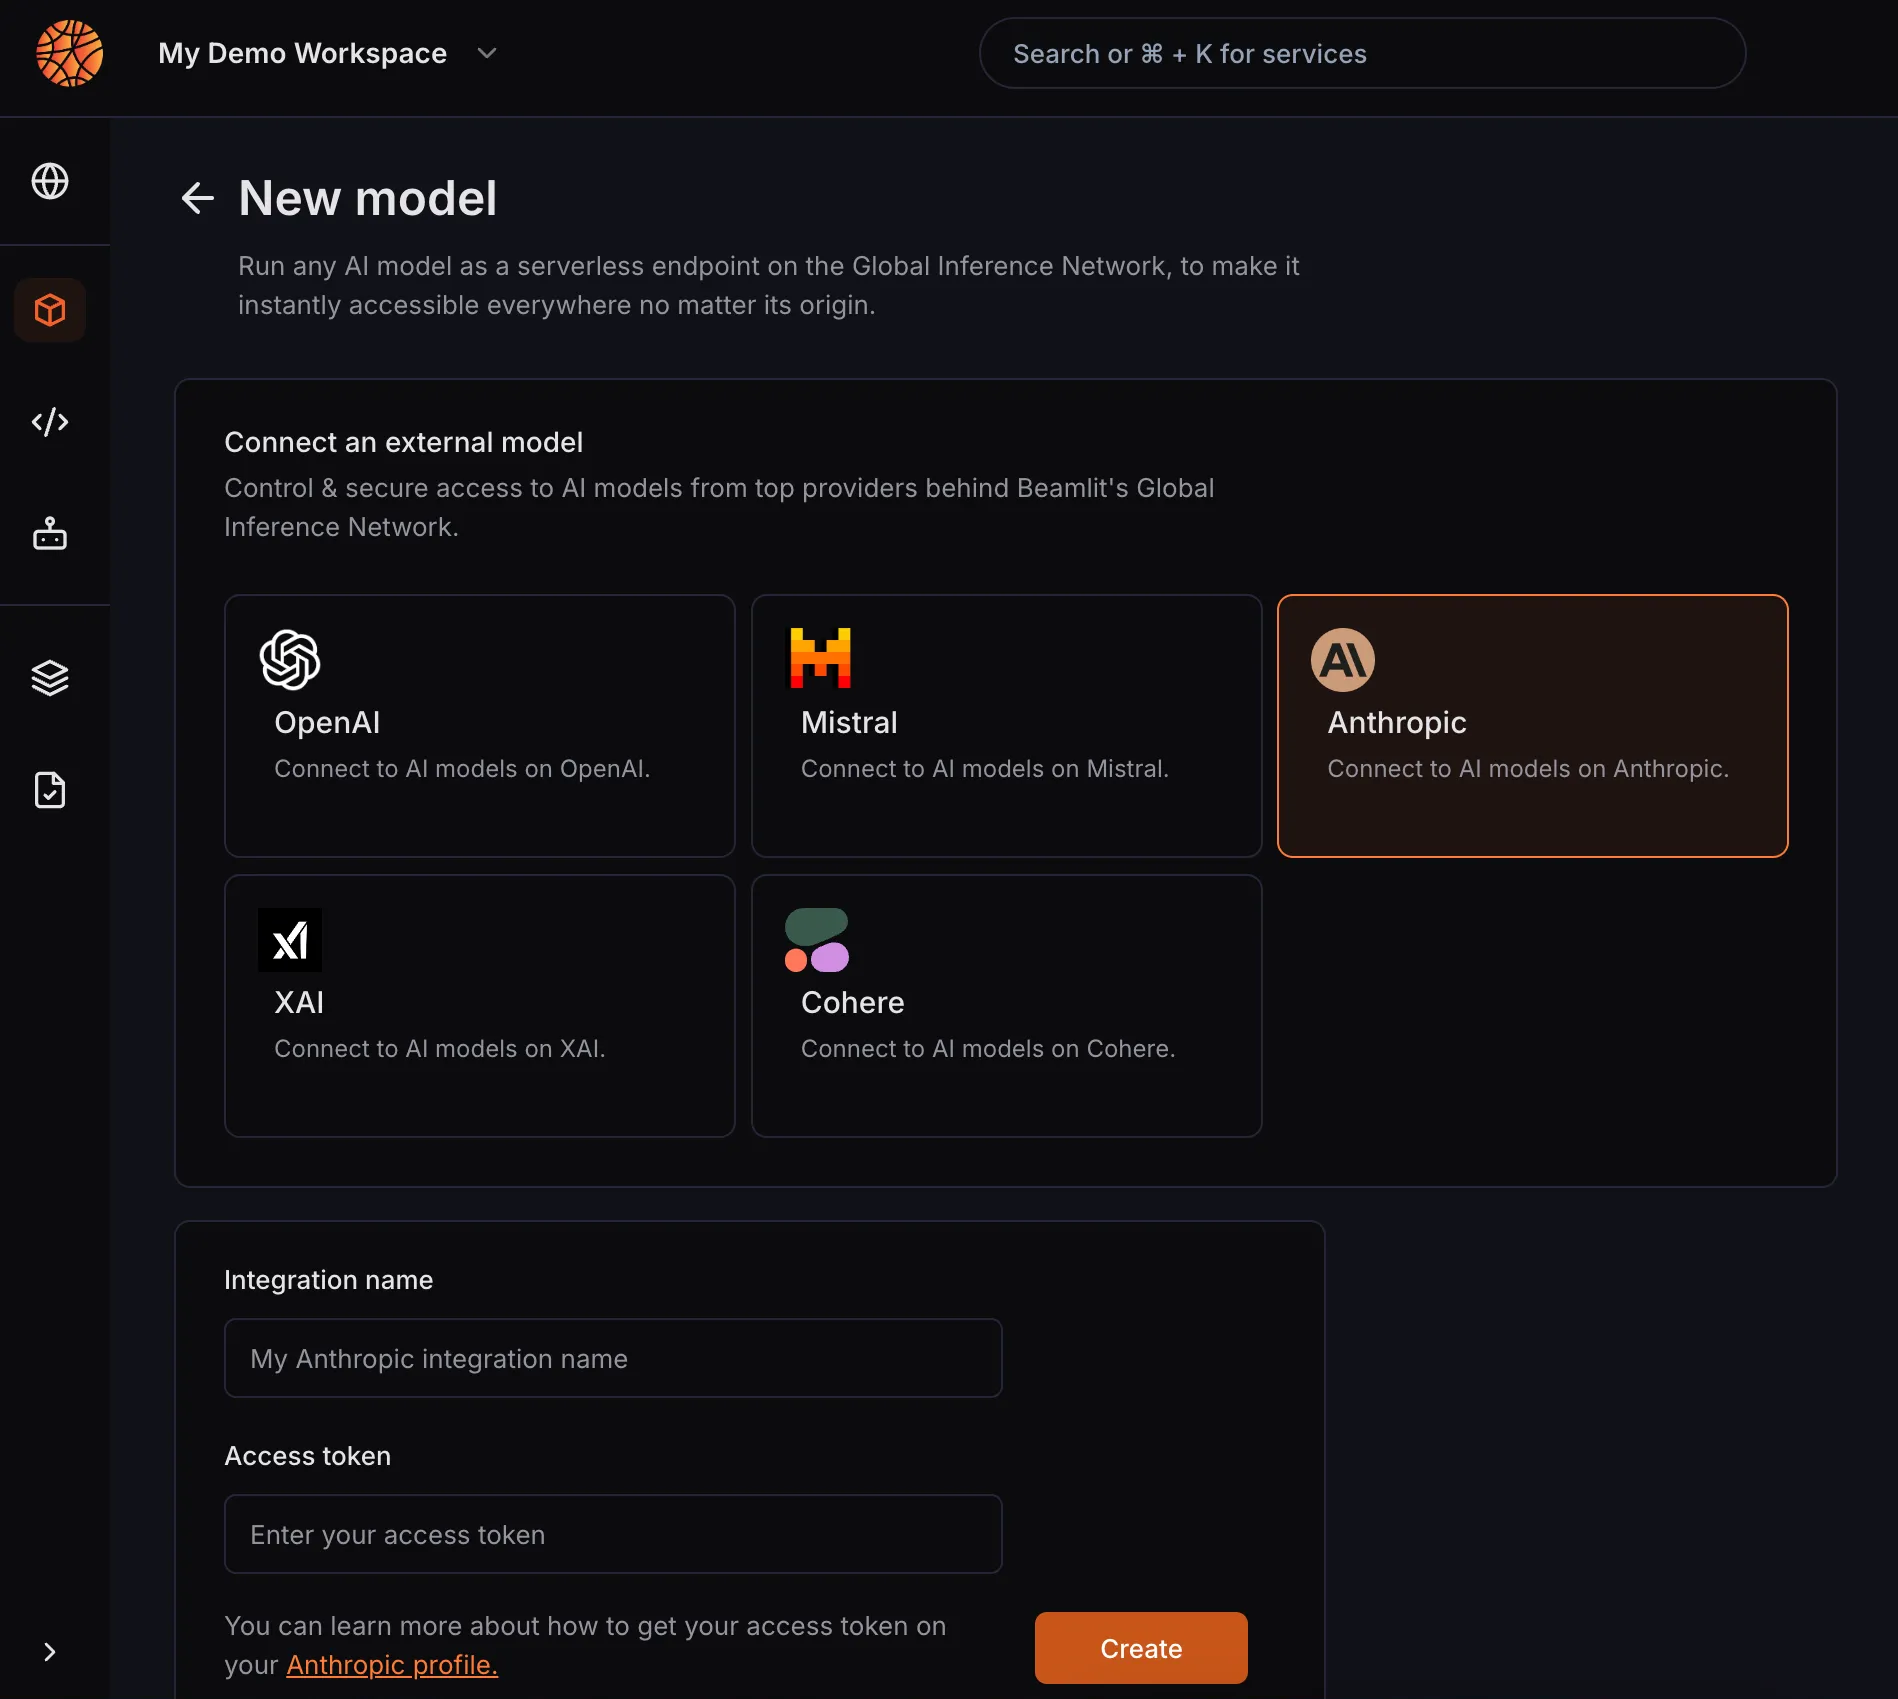 My Demo Workspace
Search or ⌘ + K for services
New model
Run any AI model as a serverless endpoint on the Global Inference Network, to make it
instantly accessible everywhere no matter its origin.
Connect an external model
Control & secure access to AI models from top providers behind Beamlit's Global
Inference Network.
OpenAI
Connect to AI models on OpenAI.
Mistral
Connect to AI models on Mistral.
Anthropic
Connect to AI models on Anthropic.
XAI
Connect to AI models on XAI.
Cohere
Connect to AI models on Cohere.
Integration name
My Anthropic integration name
Access token
Enter your access token
You can learn more about how to get your access token on
your Anthropic profile.
Create